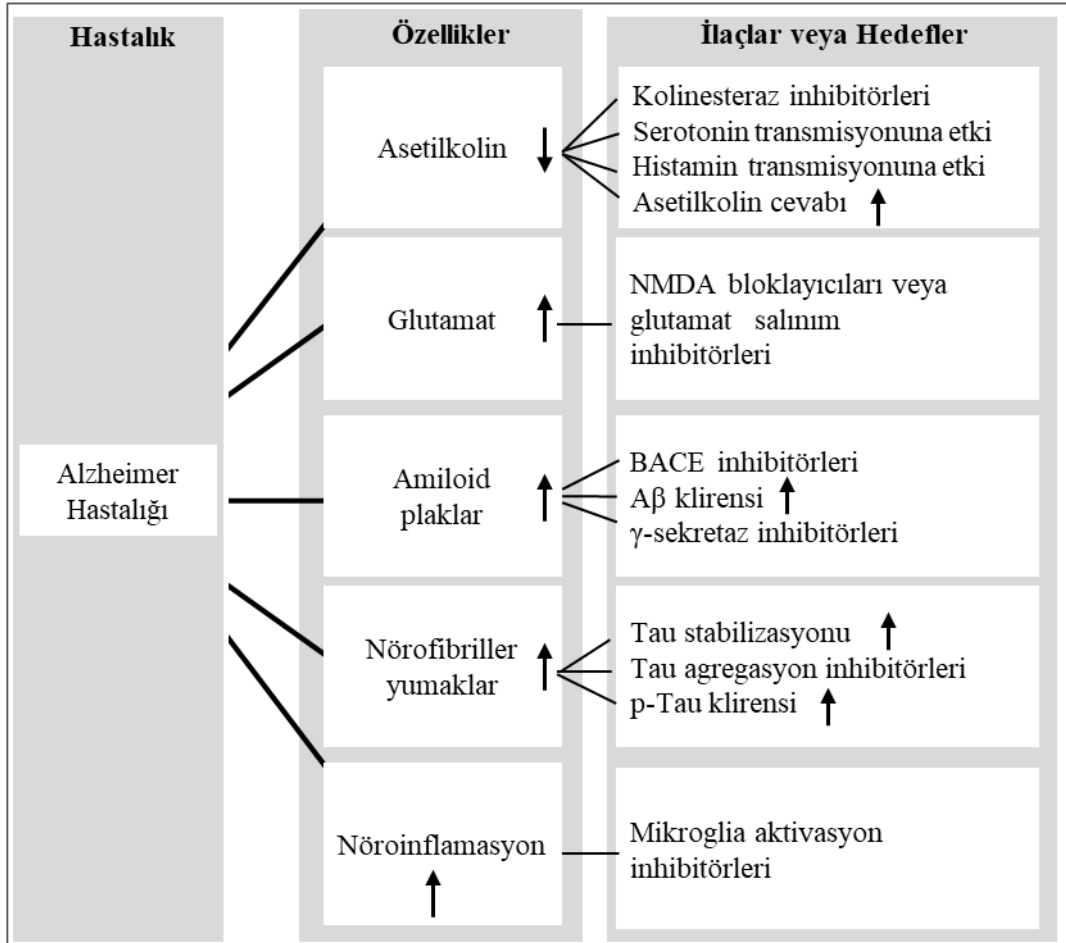 Hastalık
Özellikler
İlaçlar veya Hedefler
Alzheimer
Hastalığı
Asetilkolin
Kolinesteraz inhibitörleri
Serotonin transmisyonuna etki
Histamin transmisyonuna etki
Asetilkolin cevabı
Glutamat
NMDA bloklayıcıları veya
glutamat salınım
inhibitörleri
Amiloid
plaklar
BACE inhibitörleri
Aβ klirensi
γ-sekretaz inhibitörleri
Nörofibriller
yumaklar
Tau stabilizasyonu
Tau agregasyon inhibitörleri
p-Tau klirensi
Nöroinflamasyon
Mikroglia aktivasyon
inhibitörleri